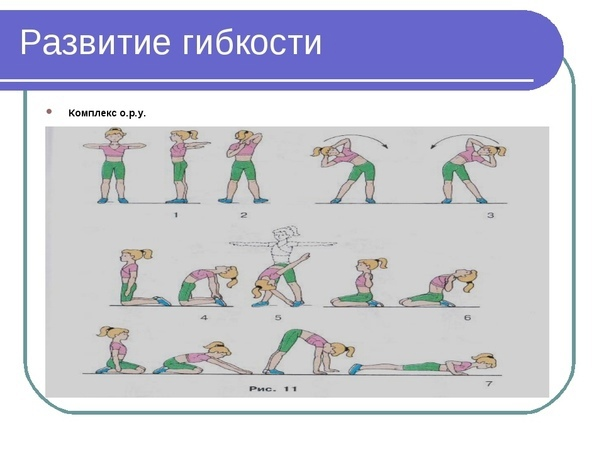 Развитие гибкости
Комплекс о.р.у.
1 2 3
4 5 6
7
Рис. 11